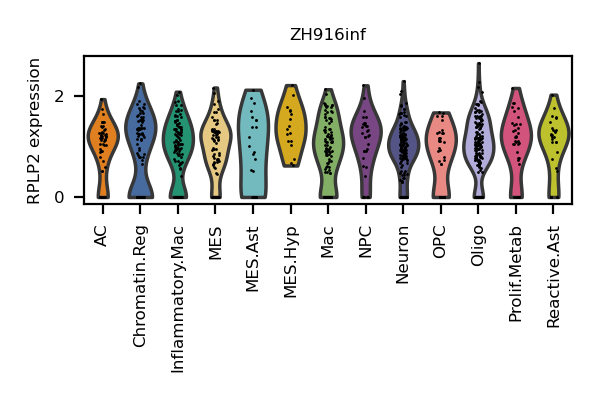 ZH916inf
RPLP2 expression
2
0
AC
Chromatin.Reg
Inflammatory.Mac
MES
MES.Ast
MES.Hyp
Mac
NPC
Neuron
OPC
Oligo
Prolif.Metab
Reactive.Ast